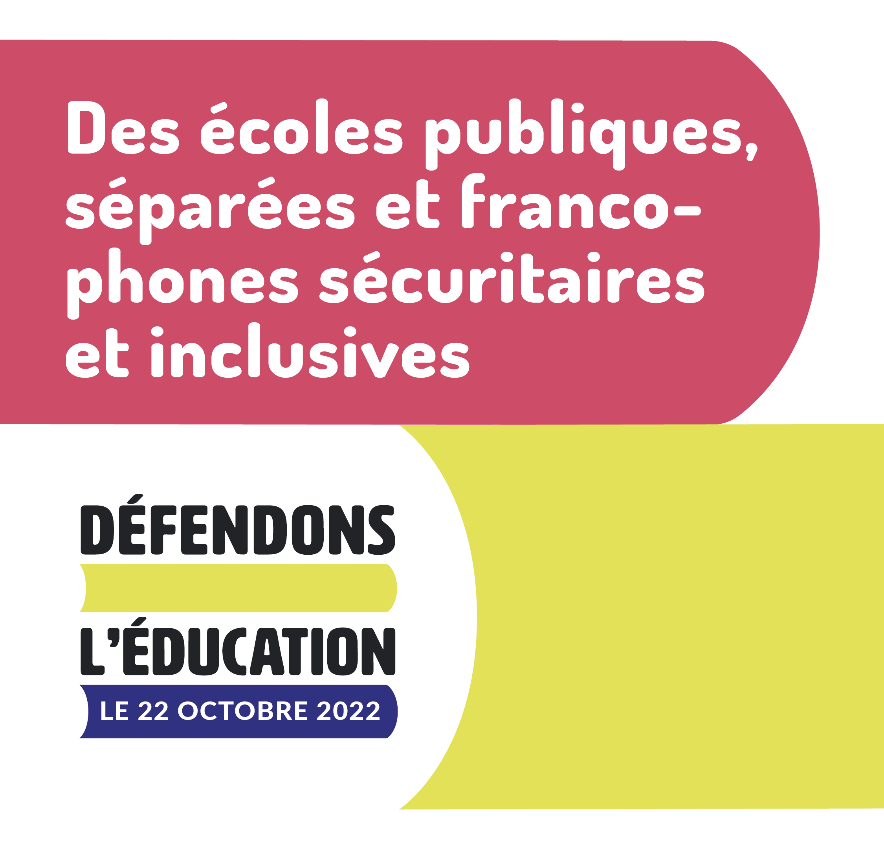 Des écoles publiques,
séparées et franco-
phones sécuritaires
et inclusives
DÉFENDONS
L'ÉDUCATION
LE 22 OCTOBRE 2022